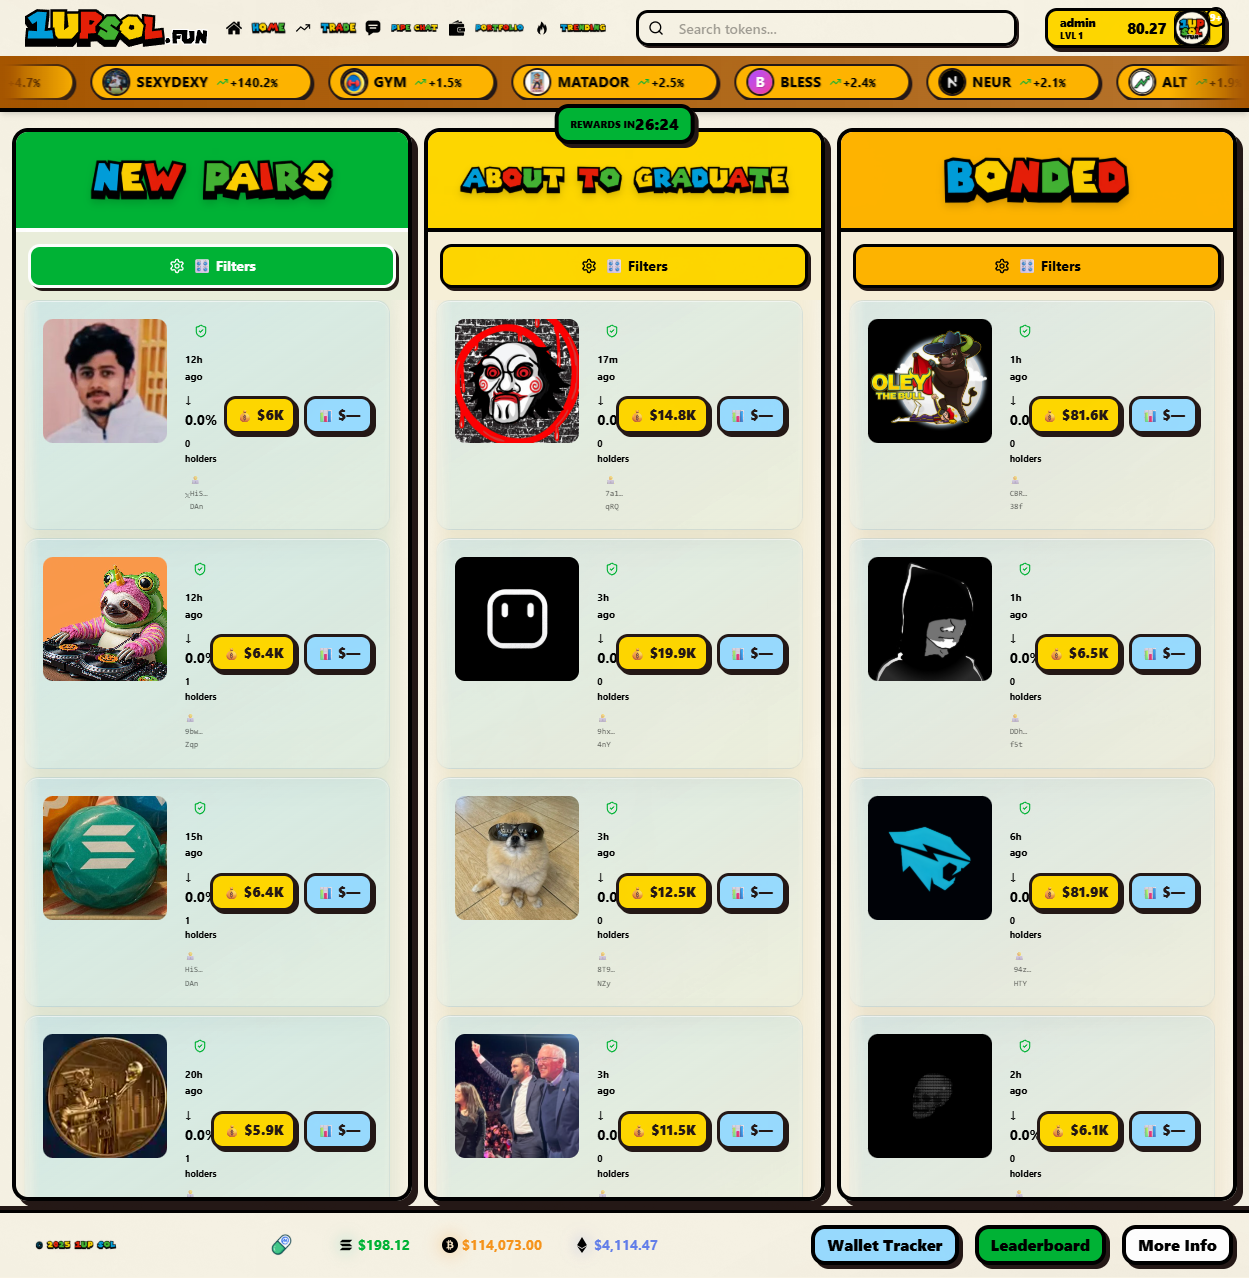 1UPSOL.FUN
HOME
TRADE
PIPE CHAT
PORTFOLIO
TRENDING
Search tokens...
admin
LVL 1
80.27
+4.7%
SEXYDEXY +140.2%
GYM +1.5%
MATADOR +2.5%
BLESS +2.4%
NEUR +2.1%
ALT +1.9%
REWARDS IN 26:24
NEW PAIRS
Filters
12h
ago
↓
0.0%
0
holders
HiS…
DAn
$6K
$—
12h
ago
↓
0.0%
1
holders
9bw…
Zqp
$6.4K
$—
15h
ago
↓
0.0%
1
holders
HiS…
DAn
$6.4K
$—
20h
ago
↓
0.0%
1
holders
$5.9K
$—
ABOUT TO GRADUATE
Filters
17m
ago
↓
0.0
0
holders
7a1…
qRQ
$14.8K
$—
3h
ago
↓
0.0
0
holders
9hx…
4nY
$19.9K
$—
3h
ago
↓
0.0
0
holders
8T9…
NZy
$12.5K
$—
3h
ago
↓
0.0
0
holders
$11.5K
$—
BONDED
Filters
OLEY
THE BULL
1h
ago
↓
0.0
0
holders
CBR…
38f
$81.6K
$—
1h
ago
↓
0.0%
0
holders
DDh…
f5t
$6.5K
$—
6h
ago
↓
0.0
0
holders
94z…
HTY
$81.9K
$—
2h
ago
↓
0.0%
0
holders
$6.1K
$—
© 2025 1UP SOL
$198.12
$114,073.00
$4,114.47
Wallet Tracker
Leaderboard
More Info